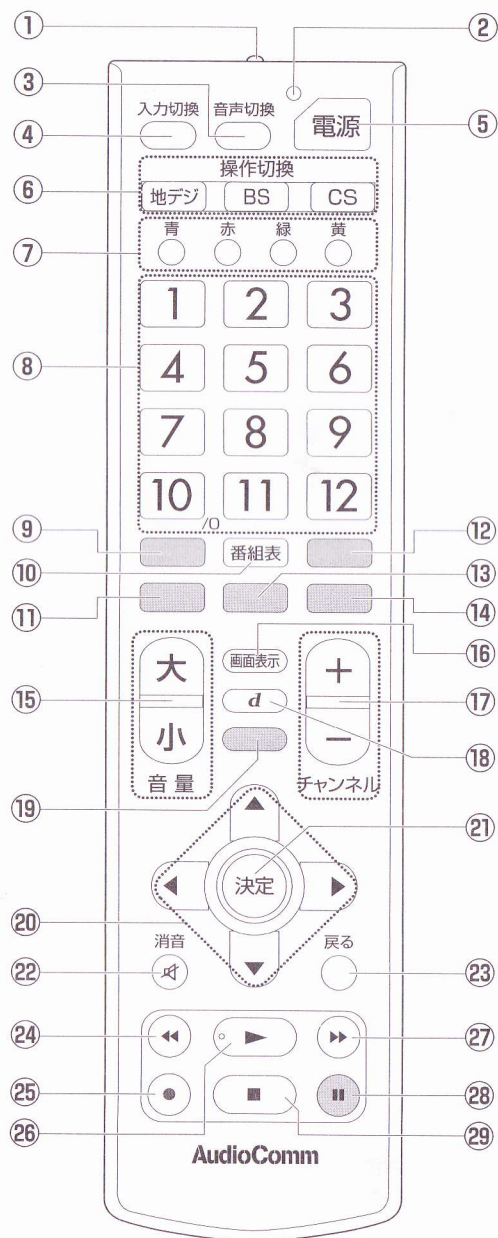 ① ②
③
入力切換 音声切換
④ 電源 ⑤
操作切換
⑥ 地デジ BS CS
青 赤 緑 黄
⑦
1 2 3
⑧ 4 5 6
7 8 9
10 11 12
/0
⑨ ⑫
⑩ 番組表 ⑬
⑪ ⑭
⑯
大 画面表示 +
⑮ d ⑰
小 − ⑱
音量 チャンネル
⑲
㉑
決定
⑳
消音 戻る
㉒ ㉓
㉔ ㉗
㉕ ㉘
㉖ ㉙
AudioComm